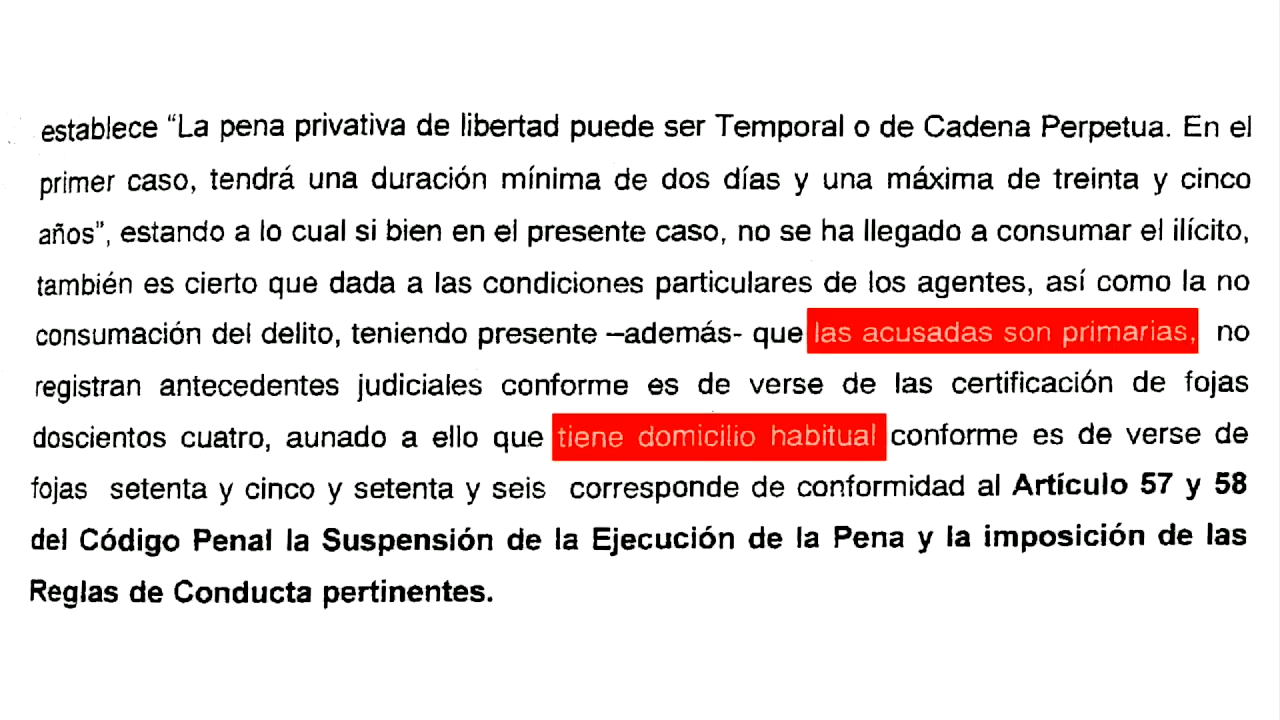 establece “La pena privativa de libertad puede ser Temporal o de Cadena Perpetua. En el
primer caso, tendrá una duración mínima de dos días y una máxima de treinta y cinco
años”, estando a lo cual si bien en el presente caso, no se ha llegado a consumar el ilícito,
también es cierto que dada a las condiciones particulares de los agentes, así como la no
consumación del delito, teniendo presente –además- que las acusadas son primarias, no
registran antecedentes judiciales conforme es de verse de las certificación de fojas
doscientos cuatro, aunado a ello que tiene domicilio habitual conforme es de verse de
fojas setenta y cinco y setenta y seis corresponde de conformidad al Artículo 57 y 58
del Código Penal la Suspensión de la Ejecución de la Pena y la imposición de las
Reglas de Conducta pertinentes.